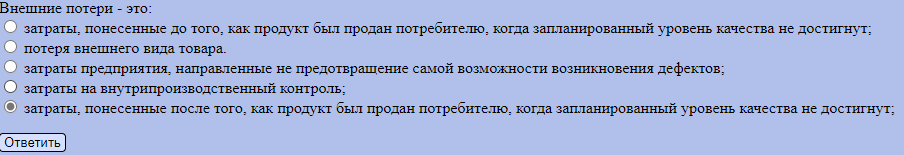 Внешние потери - это:
затраты, понесенные до того, как продукт был продан потребителю, когда запланированный уровень качества не достигнут;
потеря внешнего вида товара.
затраты предприятия, направленные не предотвращение самой возможности возникновения дефектов;
затраты на внутрипроизводственный контроль;
затраты, понесенные после того, как продукт был продан потребителю, когда запланированный уровень качества не достигнут;
Ответить